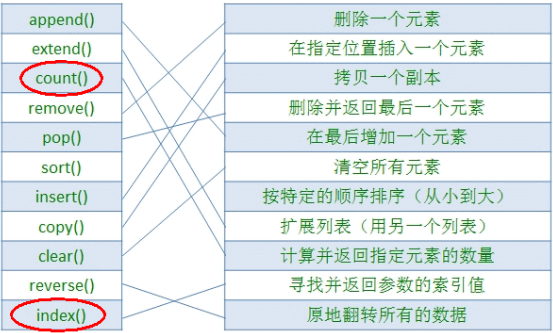 append() 删除一个元素
extend() 在指定位置插入一个元素
count() 拷贝一个副本
remove() 删除并返回最后一个元素
pop() 在最后增加一个元素
sort() 清空所有元素
insert() 按特定的顺序排序（从小到大）
copy() 扩展列表（用另一个列表）
clear() 计算并返回指定元素的数量
reverse() 寻找并返回参数的索引值
index() 原地翻转所有的数据